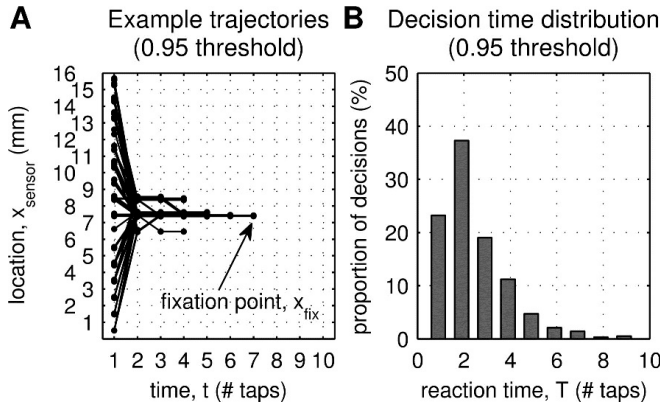 A
Example trajectories
(0.95 threshold)
location, x_sensor (mm)
16
15
14
13
12
11
10
9
8
7
6
5
4
3
2
1
fixation point, x_fix
1 2 3 4 5 6 7 8 9 10
time, t (# taps)
B
Decision time distribution
(0.95 threshold)
proportion of decisions (%)
50
40
30
20
10
0
0 2 4 6 8 10
reaction time, T (# taps)